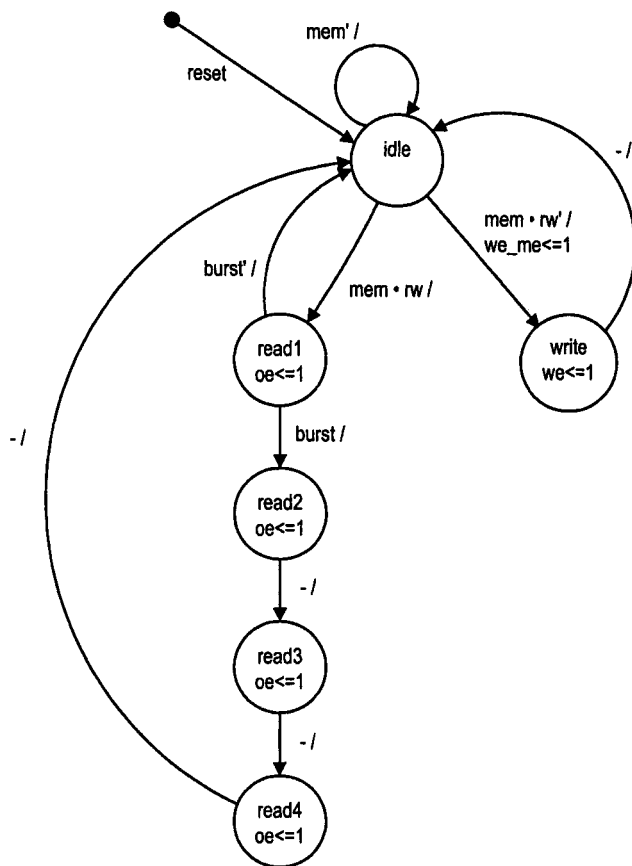 mem' /
reset
idle
- /
mem • rw' /
we_me<=1
burst' /
mem • rw /
read1
oe<=1
write
we<=1
burst /
- /
read2
oe<=1
- /
read3
oe<=1
- /
read4
oe<=1